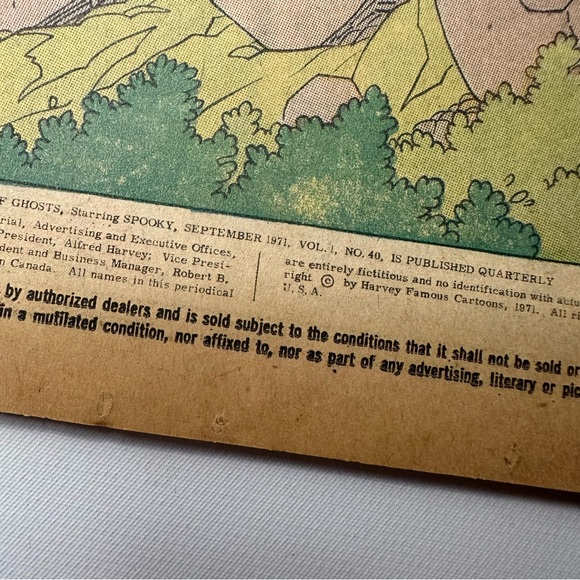 F GHOSTS, Starring SPOOKY, SEPTEMBER 1971. VOL. 1, NO. 40, IS PUBLISHED QUARTERLY
rial, Advertising and Executive Offices,
President, Alfred Harvey; Vice Presi-
dent and Business Manager, Robert B.
n Canada. All names in this periodical
are entirely fictitious and no identification with actu
right © by Harvey Famous Cartoons, 1971. All ri
U. S. A.
by authorized dealers and is sold subject to the conditions that it shall not be sold or
in a mutilated condition, nor affixed to, nor as part of any advertising, literary or pic